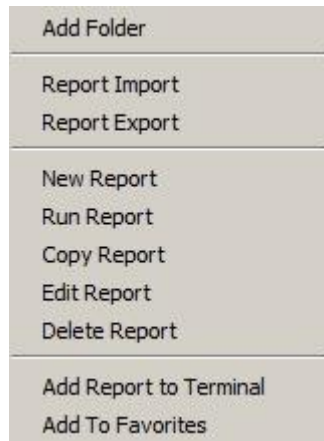 Add Folder
Report Import
Report Export
New Report
Run Report
Copy Report
Edit Report
Delete Report
Add Report to Terminal
Add To Favorites